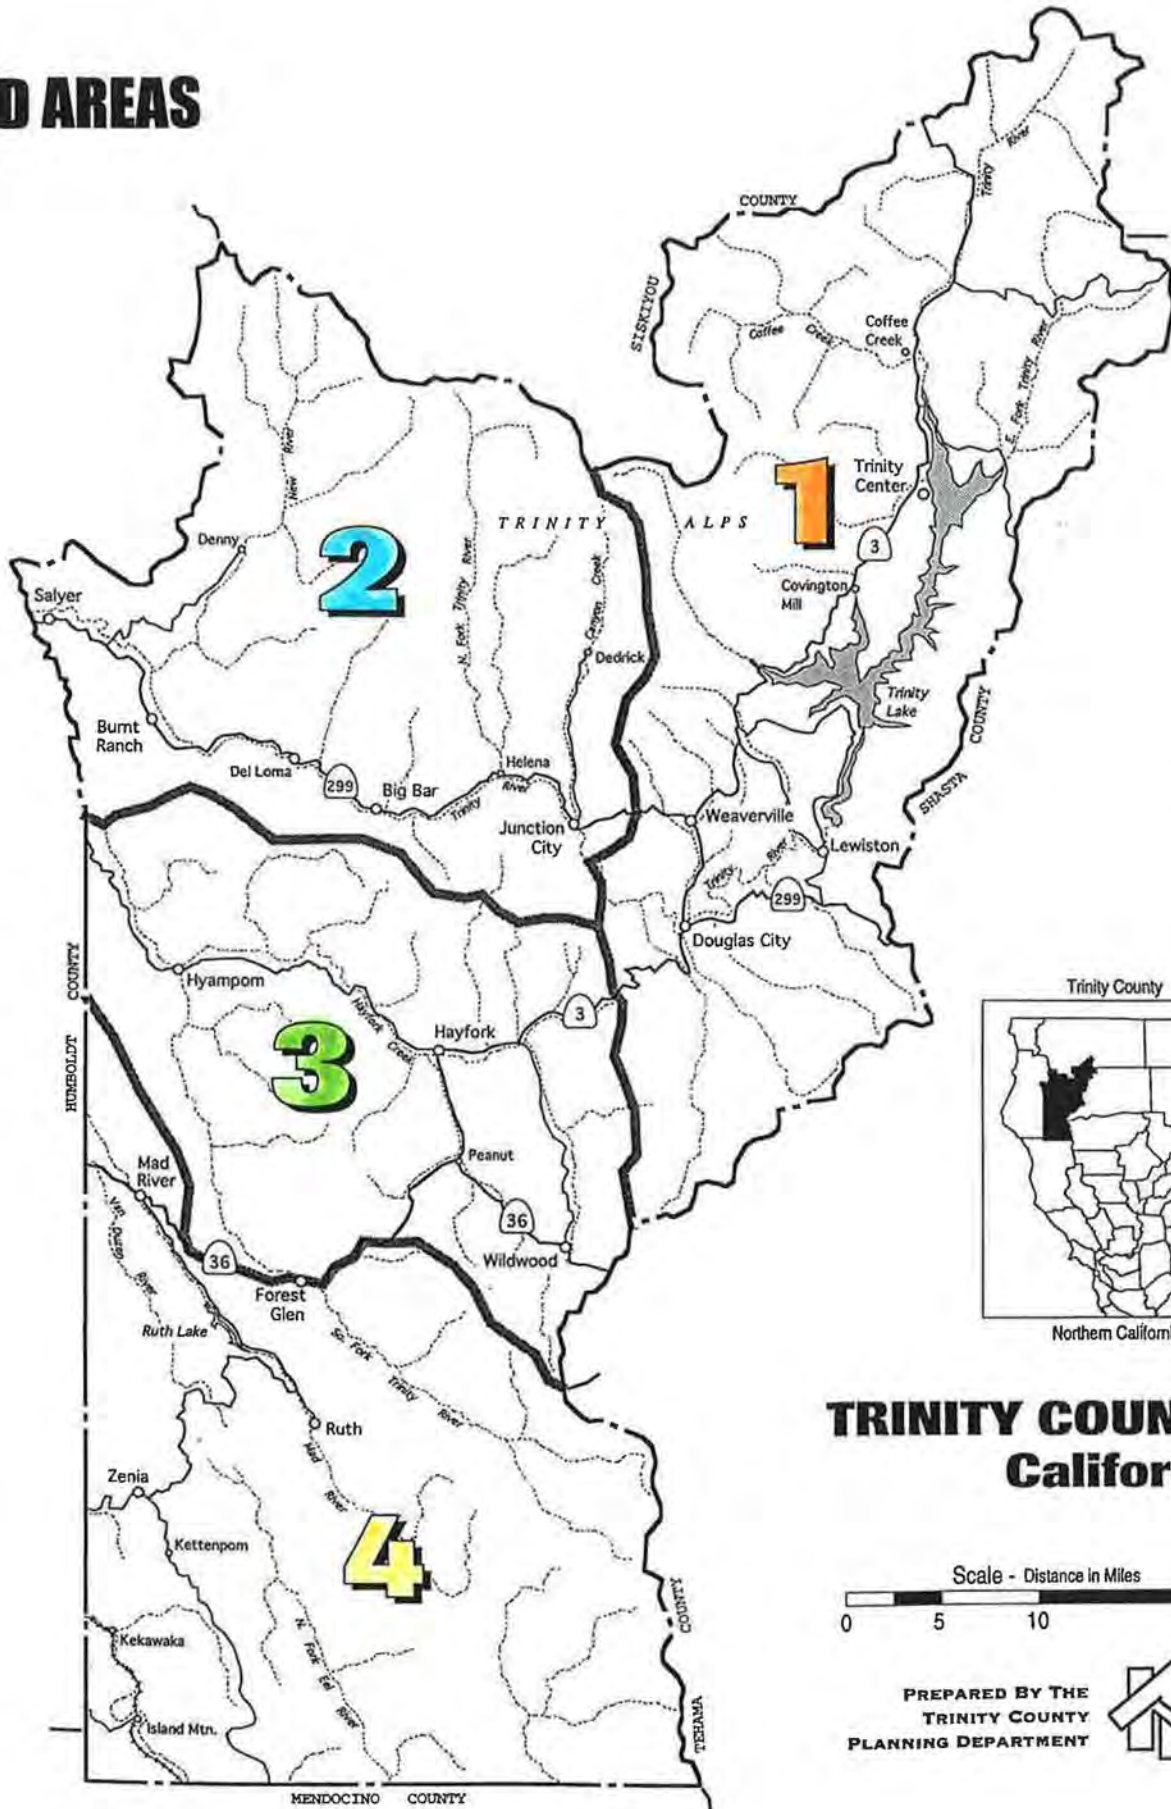 D AREAS
COUNTY
SISKIYOU
Trinity
River
Coffee
Creek
Coffee
Creek
E. Fork Trinity River
1
Trinity
Center
TRINITY
ALPS
3
Covington
Mill
Trinity
Lake
COUNTY
SHASTA
2
New
River
Denny
Salyer
N. Fork Trinity River
Canyon Creek
Dedrick
Burnt
Ranch
Del Loma
299
Big Bar
Helena
Trinity
River
Junction
City
Weaverville
Lewiston
Trinity
River
299
Douglas City
HUMBOLDT COUNTY
Hyampom
Hayfork
Creek
Hayfork
3
3
Peanut
36
Wildwood
Mad
River
Van
Duzen
River
36
Forest
Glen
Ruth Lake
So. Fork
Trinity
River
Ruth
Mad
River
Zenia
Kettenpom
4
Kekawaka
N. Fork Eel
River
Island Mtn.
COUNTY
TEHAMA
MENDOCINO COUNTY
Trinity County
Northern Californi
TRINITY COUN
Califor
Scale - Distance in Miles
0 5 10
PREPARED BY THE
TRINITY COUNTY
PLANNING DEPARTMENT